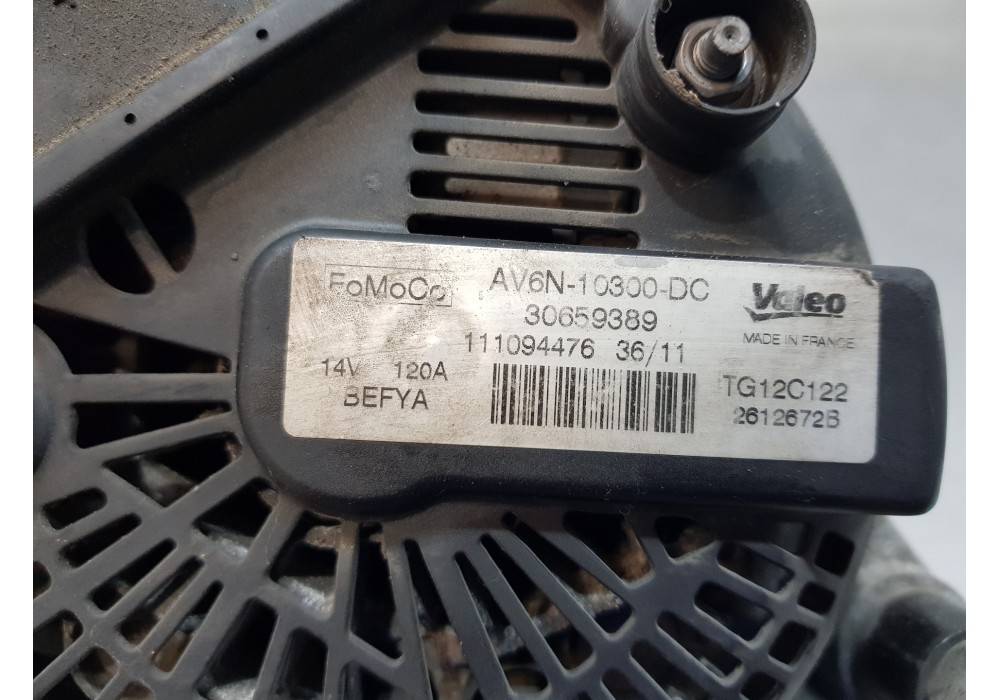 FoMoCo AV6N-10300-DC Valeo
30659389
MADE IN FRANCE
111094476 36/11
14V 120A
TG12C122
BEFYA
2612672B